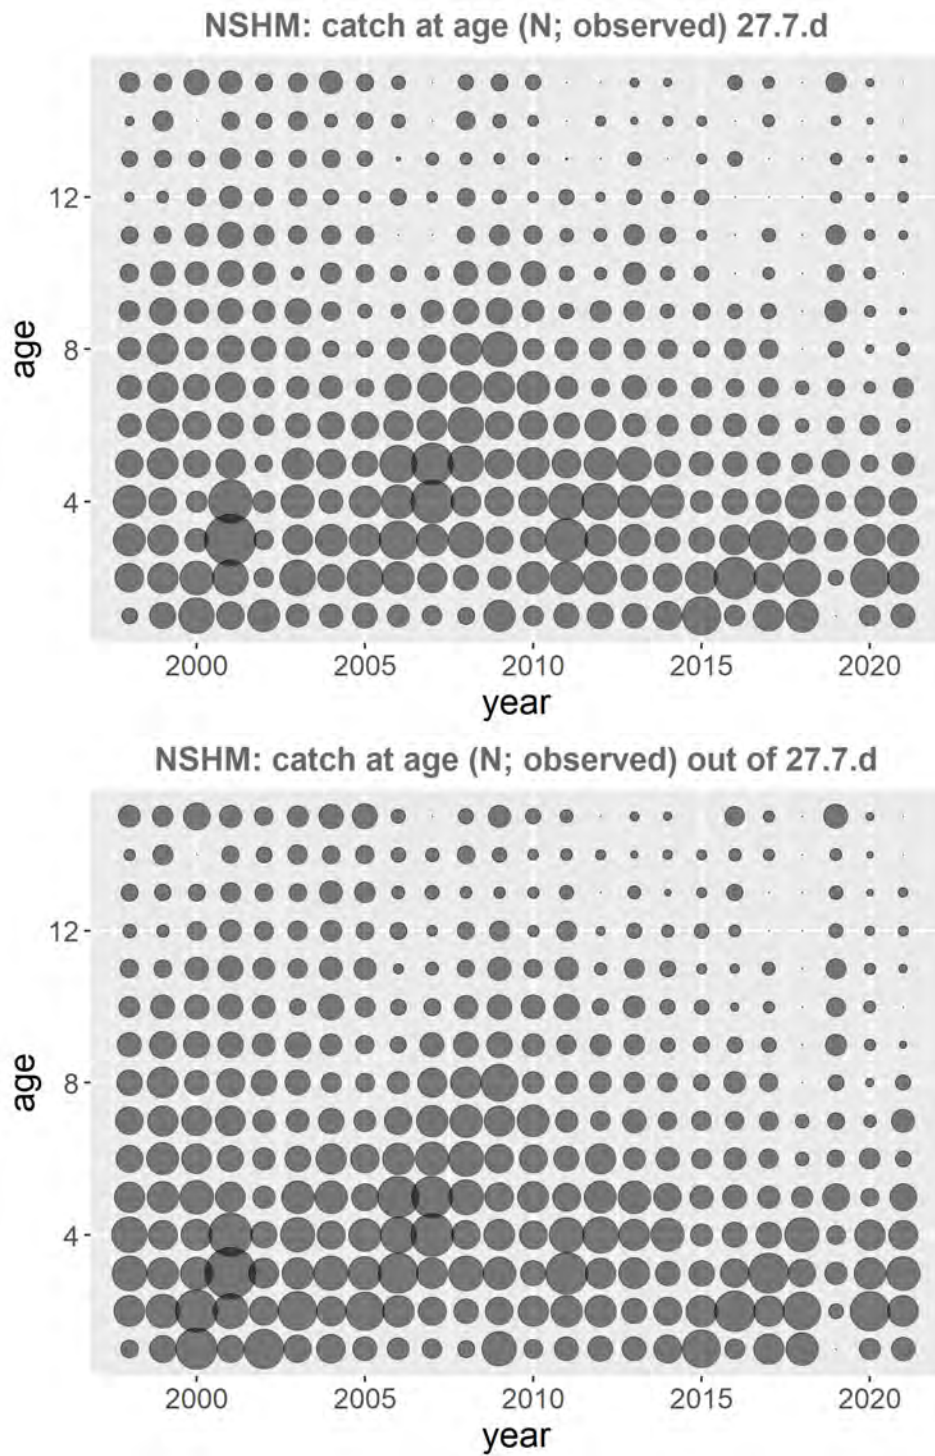 NSHM: catch at age (N; observed) 27.7.d
12
8
4
age
2000 2005 2010 2015 2020
year
NSHM: catch at age (N; observed) out of 27.7.d
12
8
4
age
2000 2005 2010 2015 2020
year